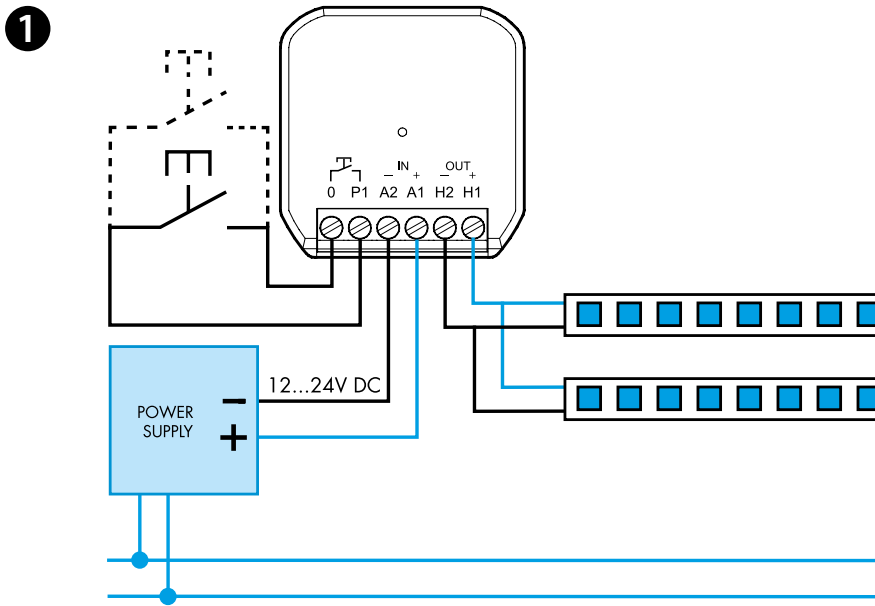 1
IN OUT
– + – +
0 P1 A2 A1 H2 H1
12...24V DC
POWER
SUPPLY
–
+